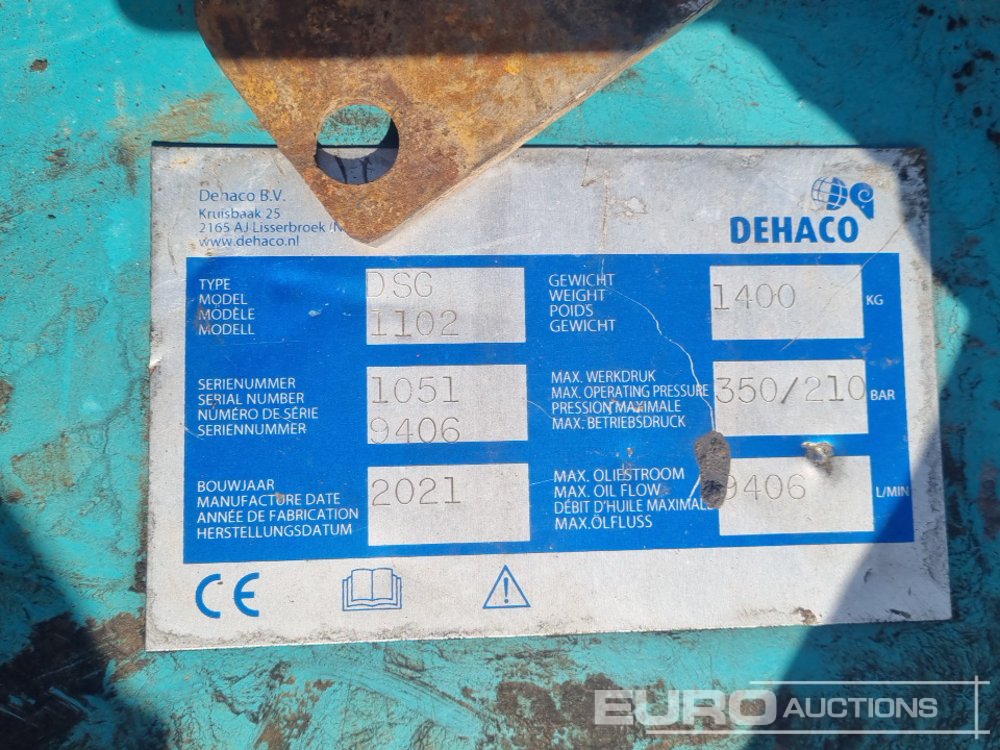 Dehaco B.V.
Kruisbaak 25
2165 AJ Lisserbroek
www.dehaco.nl
DEHACO
TYPE
MODEL
MODÈLE
MODELL
DSG
1102
GEWICHT
WEIGHT
POIDS
GEWICHT
1400
KG
SERIENUMMER
SERIAL NUMBER
NUMÉRO DE SÉRIE
SERIENNUMMER
1051
9406
MAX. WERKDRUK
MAX. OPERATING PRESSURE
PRESSION MAXIMALE
MAX. BETRIEBSDRUCK
350/210
BAR
BOUWJAAR
MANUFACTURE DATE
ANNÉE DE FABRICATION
HERSTELLUNGSDATUM
2021
MAX. OLIESTROOM
MAX. OIL FLOW
DÉBIT D'HUILE MAXIMALE
MAX.ÖLFLUSS
9406
L/MIN
CE
EURO AUCTIONS